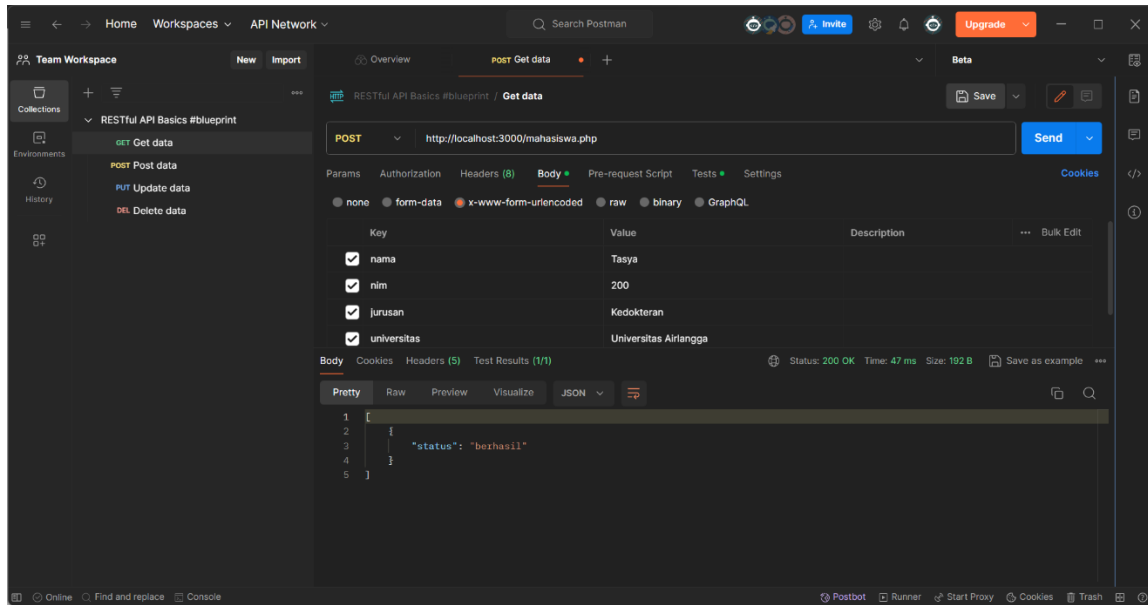 Home Workspaces API Network Search Postman Invite Upgrade
Team Workspace New Import Overview POST Get data Beta
Collections
RESTful API Basics #blueprint / Get data Save
RESTful API Basics #blueprint
GET Get data
POST http://localhost:3000/mahasiswa.php Send
Environments
POST Post data
PUT Update data
DEL Delete data
History
Params Authorization Headers (8) Body Pre-request Script Tests Settings Cookies
none form-data x-www-form-urlencoded raw binary GraphQL
Key Value Description Bulk Edit
nama Tasya
nim 200
jurusan Kedokteran
universitas Universitas Airlangga
Body Cookies Headers (5) Test Results (1/1) Status: 200 OK Time: 47 ms Size: 192 B Save as example
Pretty Raw Preview Visualize JSON
1 [
2 {
3 "status": "berhasil"
4 }
5 ]
Online Find and replace Console Postbot Runner Start Proxy Cookies Trash